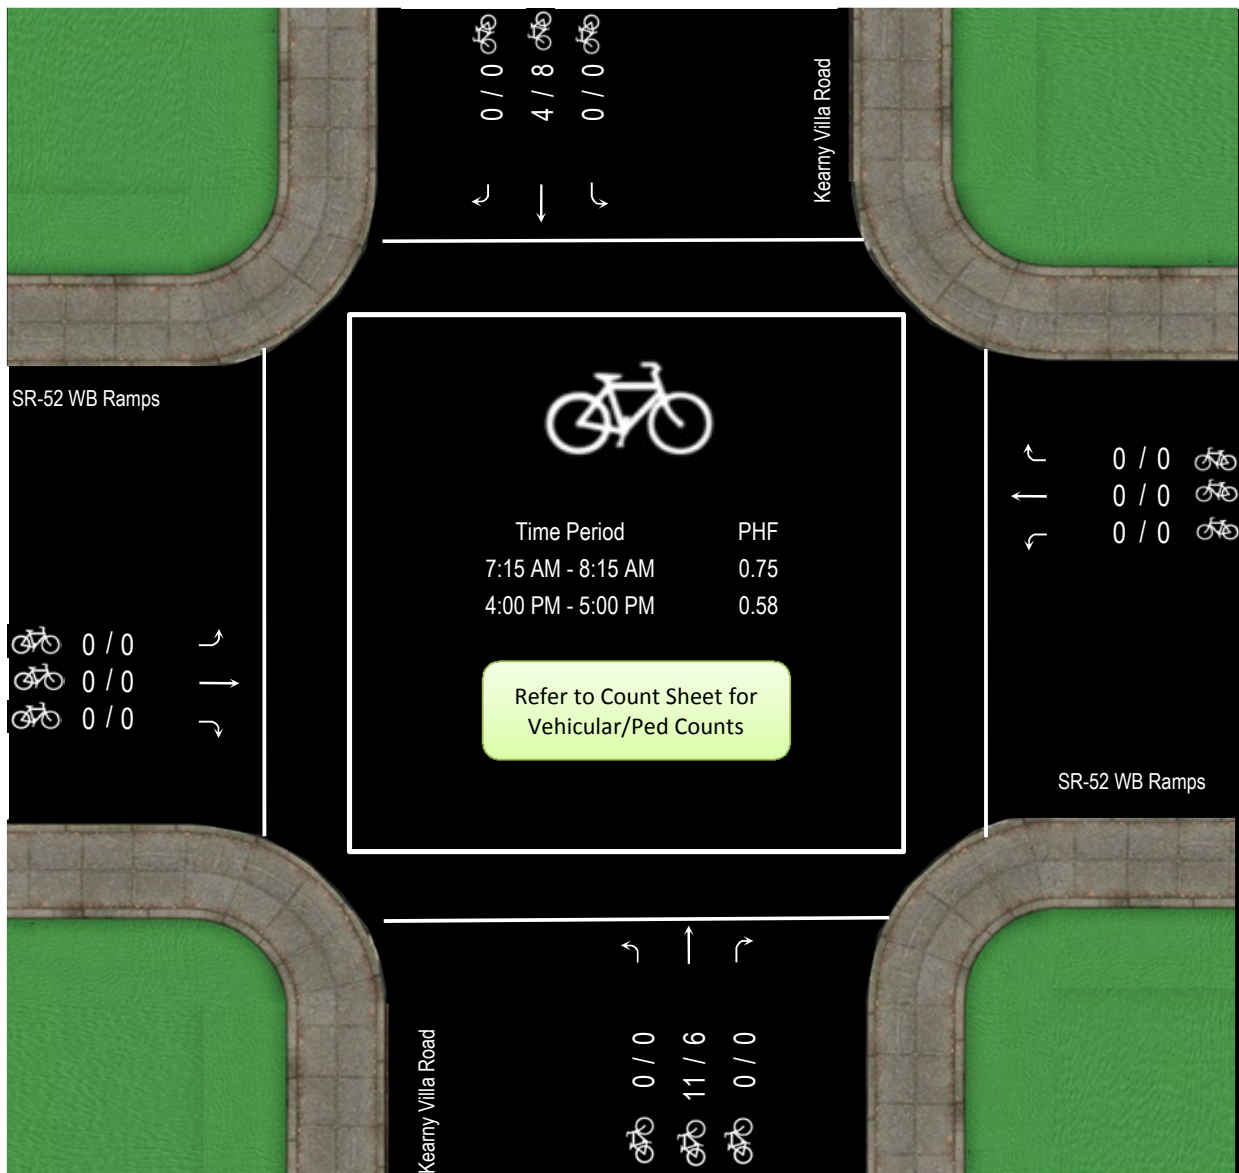 0 / 0
4 / 8
0 / 0
Kearny Villa Road
SR-52 WB Ramps
0 / 0
0 / 0
0 / 0
Time Period PHF
7:15 AM - 8:15 AM 0.75
4:00 PM - 5:00 PM 0.58
0 / 0
0 / 0
0 / 0
Refer to Count Sheet for
Vehicular/Ped Counts
SR-52 WB Ramps
Kearny Villa Road
0 / 0
11 / 6
0 / 0